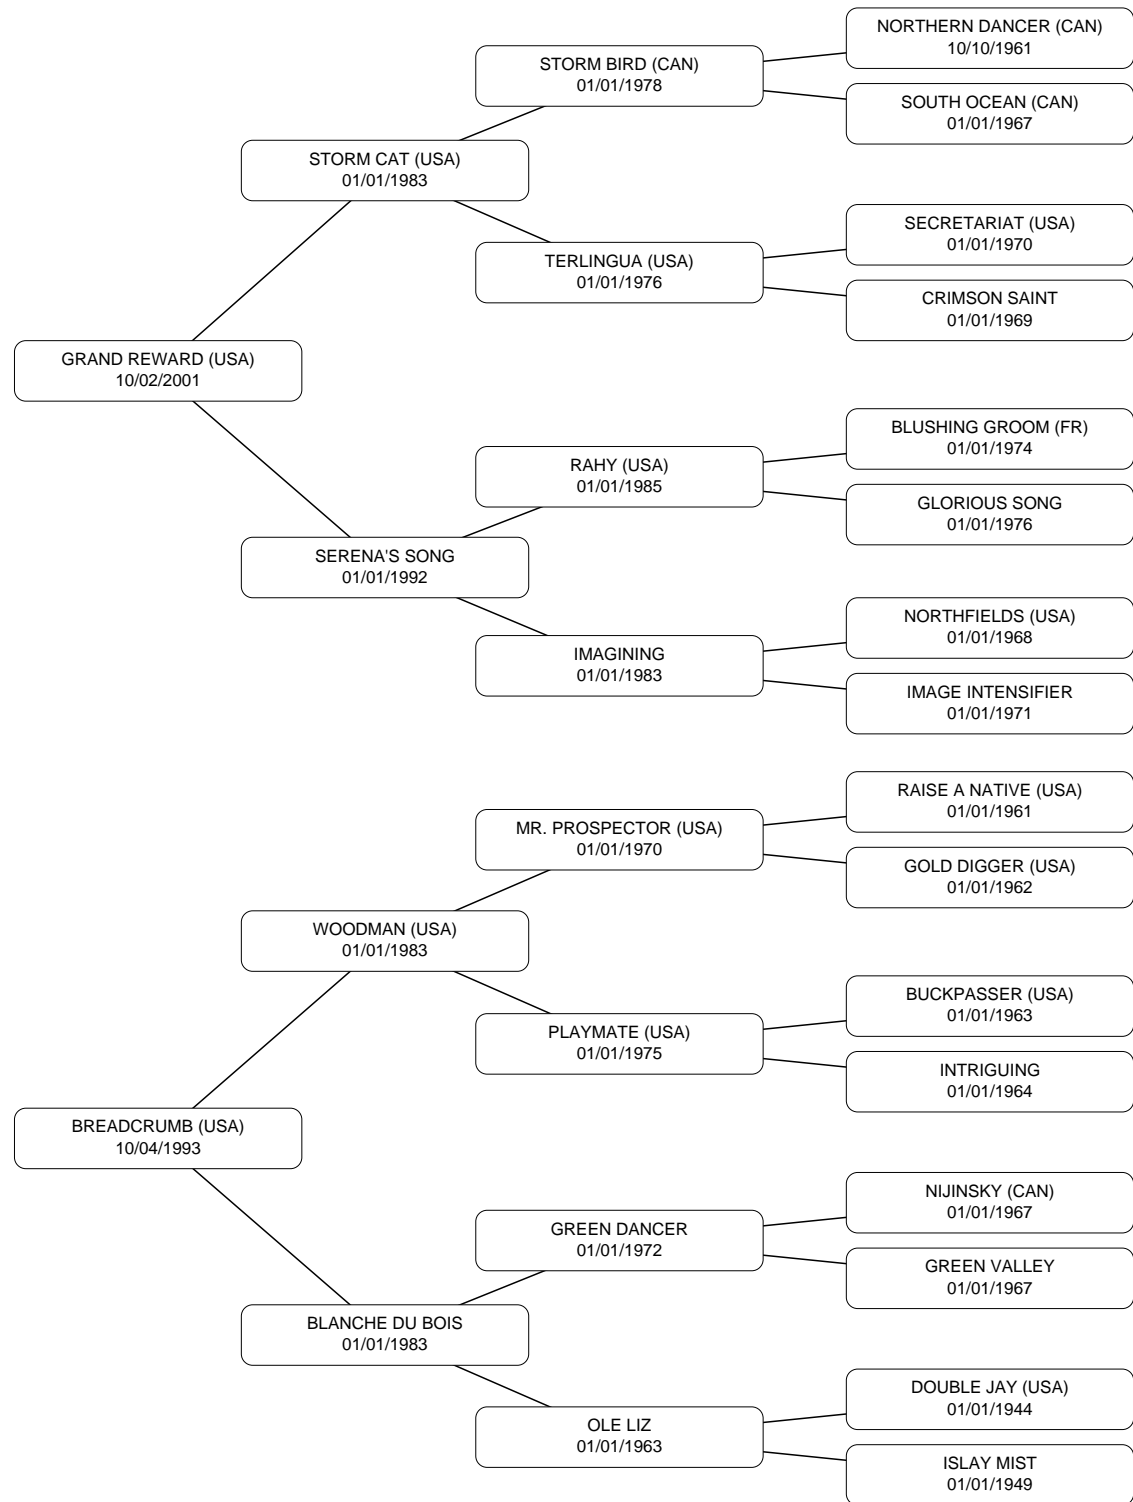 NORTHERN DANCER (CAN)
10/10/1961
STORM BIRD (CAN)
01/01/1978
SOUTH OCEAN (CAN)
01/01/1967
STORM CAT (USA)
01/01/1983
SECRETARIAT (USA)
01/01/1970
TERLINGUA (USA)
01/01/1976
CRIMSON SAINT
01/01/1969
GRAND REWARD (USA)
10/02/2001
BLUSHING GROOM (FR)
01/01/1974
RAHY (USA)
01/01/1985
GLORIOUS SONG
01/01/1976
SERENA'S SONG
01/01/1992
NORTHFIELDS (USA)
01/01/1968
IMAGINING
01/01/1983
IMAGE INTENSIFIER
01/01/1971
RAISE A NATIVE (USA)
01/01/1961
MR. PROSPECTOR (USA)
01/01/1970
GOLD DIGGER (USA)
01/01/1962
WOODMAN (USA)
01/01/1983
BUCKPASSER (USA)
01/01/1963
PLAYMATE (USA)
01/01/1975
INTRIGUING
01/01/1964
BREADCRUMB (USA)
10/04/1993
NIJINSKY (CAN)
01/01/1967
GREEN DANCER
01/01/1972
GREEN VALLEY
01/01/1967
BLANCHE DU BOIS
01/01/1983
DOUBLE JAY (USA)
01/01/1944
OLE LIZ
01/01/1963
ISLAY MIST
01/01/1949